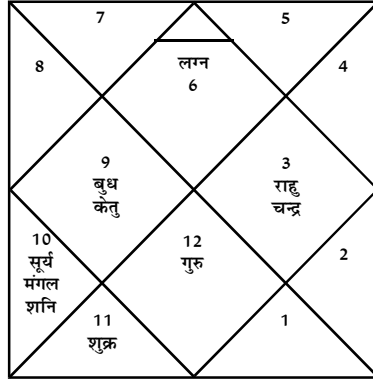 7
5
8
लग्न
6
4
9
बुध
केतु
3
राहु
चन्द्र
10
सूर्य
मंगल
शनि
12
गुरु
2
11
शुक्र
1